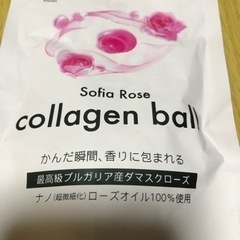 Sofia Rose
collagen ball
かんだ瞬間、香りに包まれる
最高級ブルガリア産ダマスクローズ
ナノ(超微細化)ローズオイル100%使用